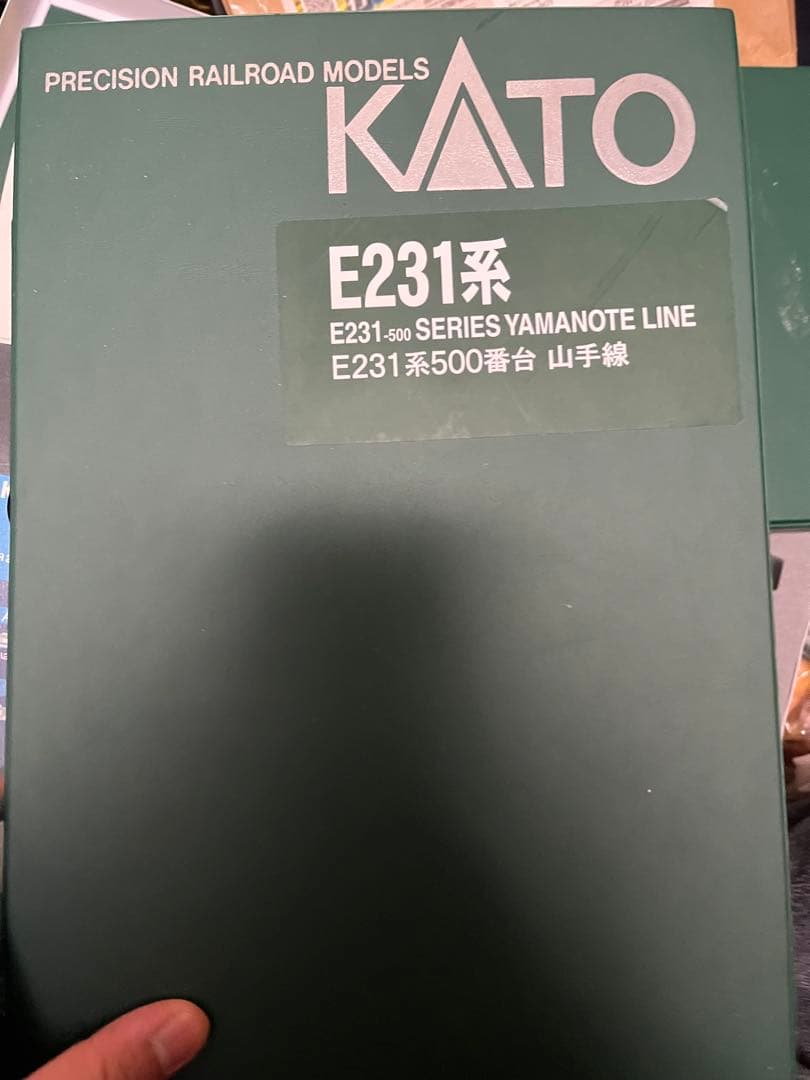 PRECISION RAILROAD MODELS
KATO
E231系
E231-500 SERIES YAMANOTE LINE
E231系500番台 山手線